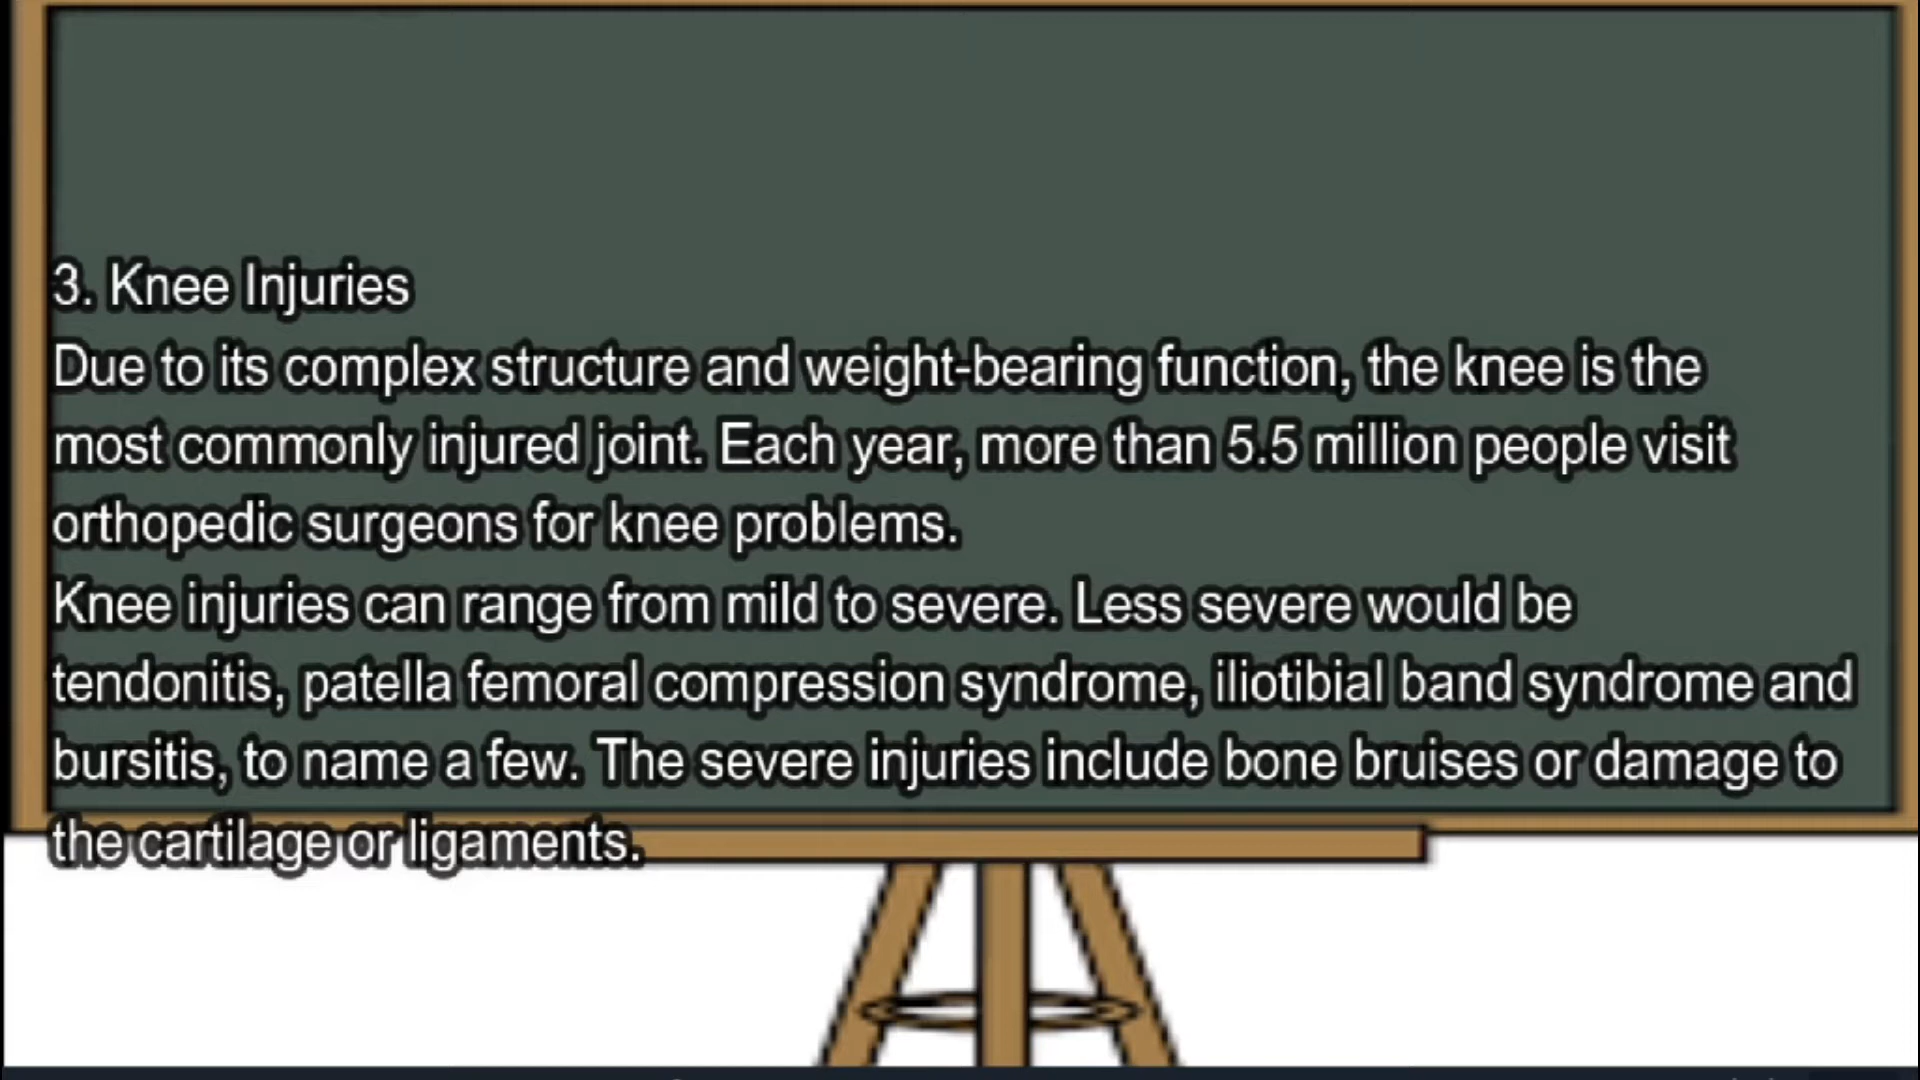 3. Knee Injuries
Due to its complex structure and weight-bearing function, the knee is the
most commonly injured joint. Each year, more than 5.5 million people visit
orthopedic surgeons for knee problems.
Knee injuries can range from mild to severe. Less severe would be
tendonitis, patella femoral compression syndrome, iliotibial band syndrome and
bursitis, to name a few. The severe injuries include bone bruises or damage to
the cartilage or ligaments.